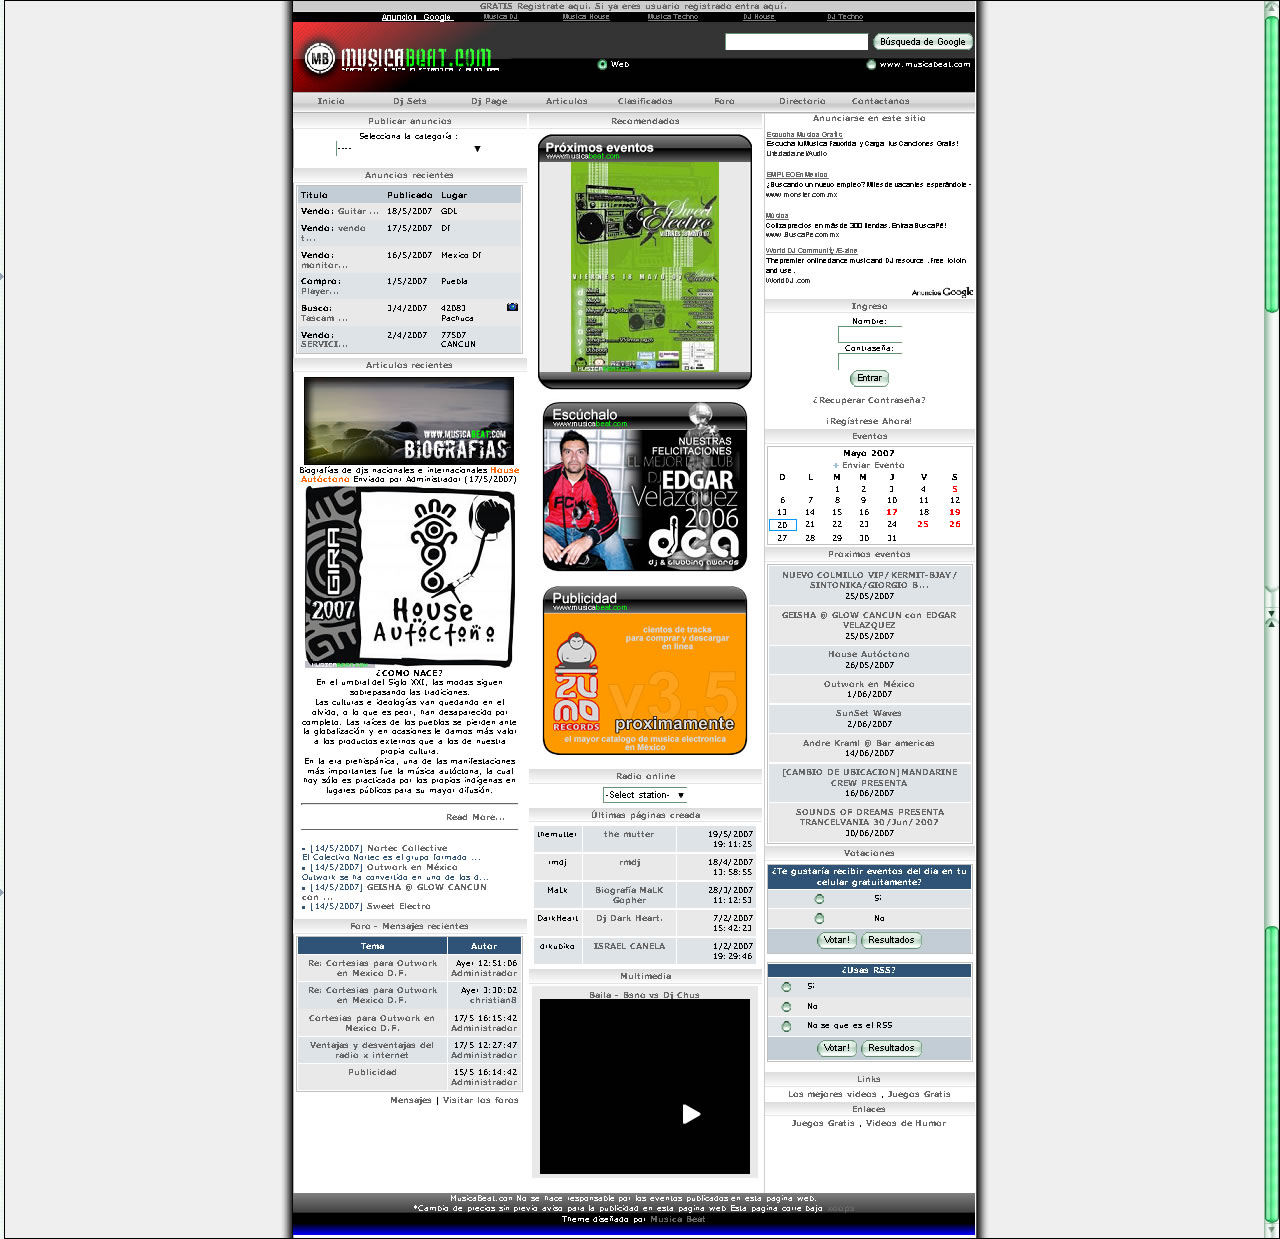 GRATIS Registrate aqui. Si ya eres usuario registrado entra aquí.
Anuncios Google Musica DJ Musica House Musica Techno DJ House DJ Techno
MB MUSICABEAT.COM
Búsqueda de Google
Web www.musicabeat.com
Inicio Dj Sets Dj Page Articulos Clasificados Foro Directorio Contactanos
Publicar anuncios
Selecciona la categoría :
----
Anuncios recientes
Titulo Publicado Lugar
Vendo: Guitar ... 18/5/2007 GDL
Vendo: vendo t... 17/5/2007 DF
Vendo: monitor... 16/5/2007 Mexico DF
Compro: Player... 1/5/2007 Puebla
Busco: Tascam ... 3/4/2007 42083 Pachuca
Vendo: SERVICI... 2/4/2007 77507 CANCUN
Articulos recientes
WWW.MUSICABEAT.COM
BIOGRAFIAS
Biografías de djs nacionales e internacionales House
Autóctono Enviado por Administrador (17/5/2007)
GIRA
2007
House
Autóctono
¿COMO NACE?
En el umbral del Siglo XXI, las modas siguen
sobrepasando las tradiciones.
Las culturas e ideologías van quedando en el
olvido, o lo que es peor, han desaparecido por
completo. Las raíces de los pueblos se pierden ante
la globalización y en ocasiones le damos más valor
a los productos externos que a los de nuestra
propia cultura.
En la era prehispánica, una de las manifestaciones
más importantes fue la música autóctona, la cual
hoy sólo es practicada por los propios indígenas en
lugares públicos para su mayor difusión.
Read More...
[14/5/2007] Nortec Collective
El Colectivo Nortec es el grupo formado ...
[14/5/2007] Outwork en México
Outwork se ha convertido en uno de los d...
[14/5/2007] GEISHA @ GLOW CANCUN
con ...
[14/5/2007] Sweet Electro
Foro - Mensajes recientes
Tema Autor
Re: Cortesias para Outwork en Mexico D.F. Ayer 12:51:06 Administrador
Re: Cortesias para Outwork en Mexico D.F. Ayer 3:30:02 christian8
Cortesias para Outwork en Mexico D.F. 17/5 16:15:42 Administrador
Ventajas y desventajas del radio x internet 17/5 12:27:47 Administrador
Publicidad 15/5 16:14:42 Administrador
Mensajes | Visitar los foros
Recomendados
Próximos eventos
www.musicabeat.com
Sweet
Electro
VIERNES 18 MAYO 07
Escúchalo
www.musicabeat.com
NUESTRAS
FELICITACIONES
EL MEJOR DJ CLUB
DJ EDGAR
Velazquez
2006
dca
dj & clubbing awards
Publicidad
www.musicabeat.com
cientos de tracks
para comprar y descargar
en linea
v3.5
ZUMO
RECORDS
proximamente
el mayor catalogo de musica electronica
en México
Radio online
-Select station-
Últimas páginas creada
themutter the mutter 19/5/2007 19:11:25
rmdj rmdj 18/4/2007 13:58:55
MaLK Biografía MaLK Gopher 28/3/2007 11:12:53
DarkHeart Dj Dark Heart. 7/2/2007 15:42:23
ISRAEL CANELA 1/2/2007 19:29:46
Multimedia
Baila - Bsno vs Dj Chus
Anunciarse en este sitio
Escucha Musica Gratis
Escucha tu Musica Favorita y Carga tus Canciones Gratis!
Unlimitada.net/Audio
EMPLEO En Mexico
¿Buscando un nuevo empleo? Miles de vacantes esperándote -
www.monster.com.mx
Música
Cotiza precios en más de 300 tiendas. Entra a BuscaPé!
www.BuscaPe.com.mx
World DJ Community/E-zine
The premier online dance music and DJ resource. Free to join
and use.
WorldDJ.com
Anuncios Google
Ingreso
Nombre:
Contraseña:
Entrar
¿Recuperar Contraseña?
¡Regístrese Ahora!
Eventos
Mayo 2007
+ Enviar Evento
D L M M J V S
1 2 3 4 5
6 7 8 9 10 11 12
13 14 15 16 17 18 19
20 21 22 23 24 25 26
27 28 29 30 31
Proximos eventos
NUEVO COLMILLO VIP/ KERMIT-BJAY/
SINTONIKA/GIORGIO B...
25/05/2007
GEISHA @ GLOW CANCUN con EDGAR
VELAZQUEZ
25/05/2007
House Autóctono
26/05/2007
Outwork en México
1/06/2007
SunSet Waves
2/06/2007
Andre Kraml @ Bar americas
14/06/2007
[CAMBIO DE UBICACION]MANDARINE
CREW PRESENTA
16/06/2007
SOUNDS OF DREAMS PRESENTA
TRANCELVANIA 30/Jun/ 2007
30/06/2007
Votaciones
¿Te gustaría recibir eventos del dia en tu
celular gratuitamente?
Si
No
Votar! Resultados
¿Usas RSS?
Si
No
No se que es el RSS
Votar! Resultados
Links
Los mejores videos , Juegos Gratis
Enlaces
Juegos Gratis , Videos de Humor
MusicaBeat.com No se hace responsable por los eventos publicados en esta pagina web.
*Cambio de precios sin previo aviso para la publicidad en esta pagina web Esta pagina corre bajo xoops
Theme diseñado por Musica Beat